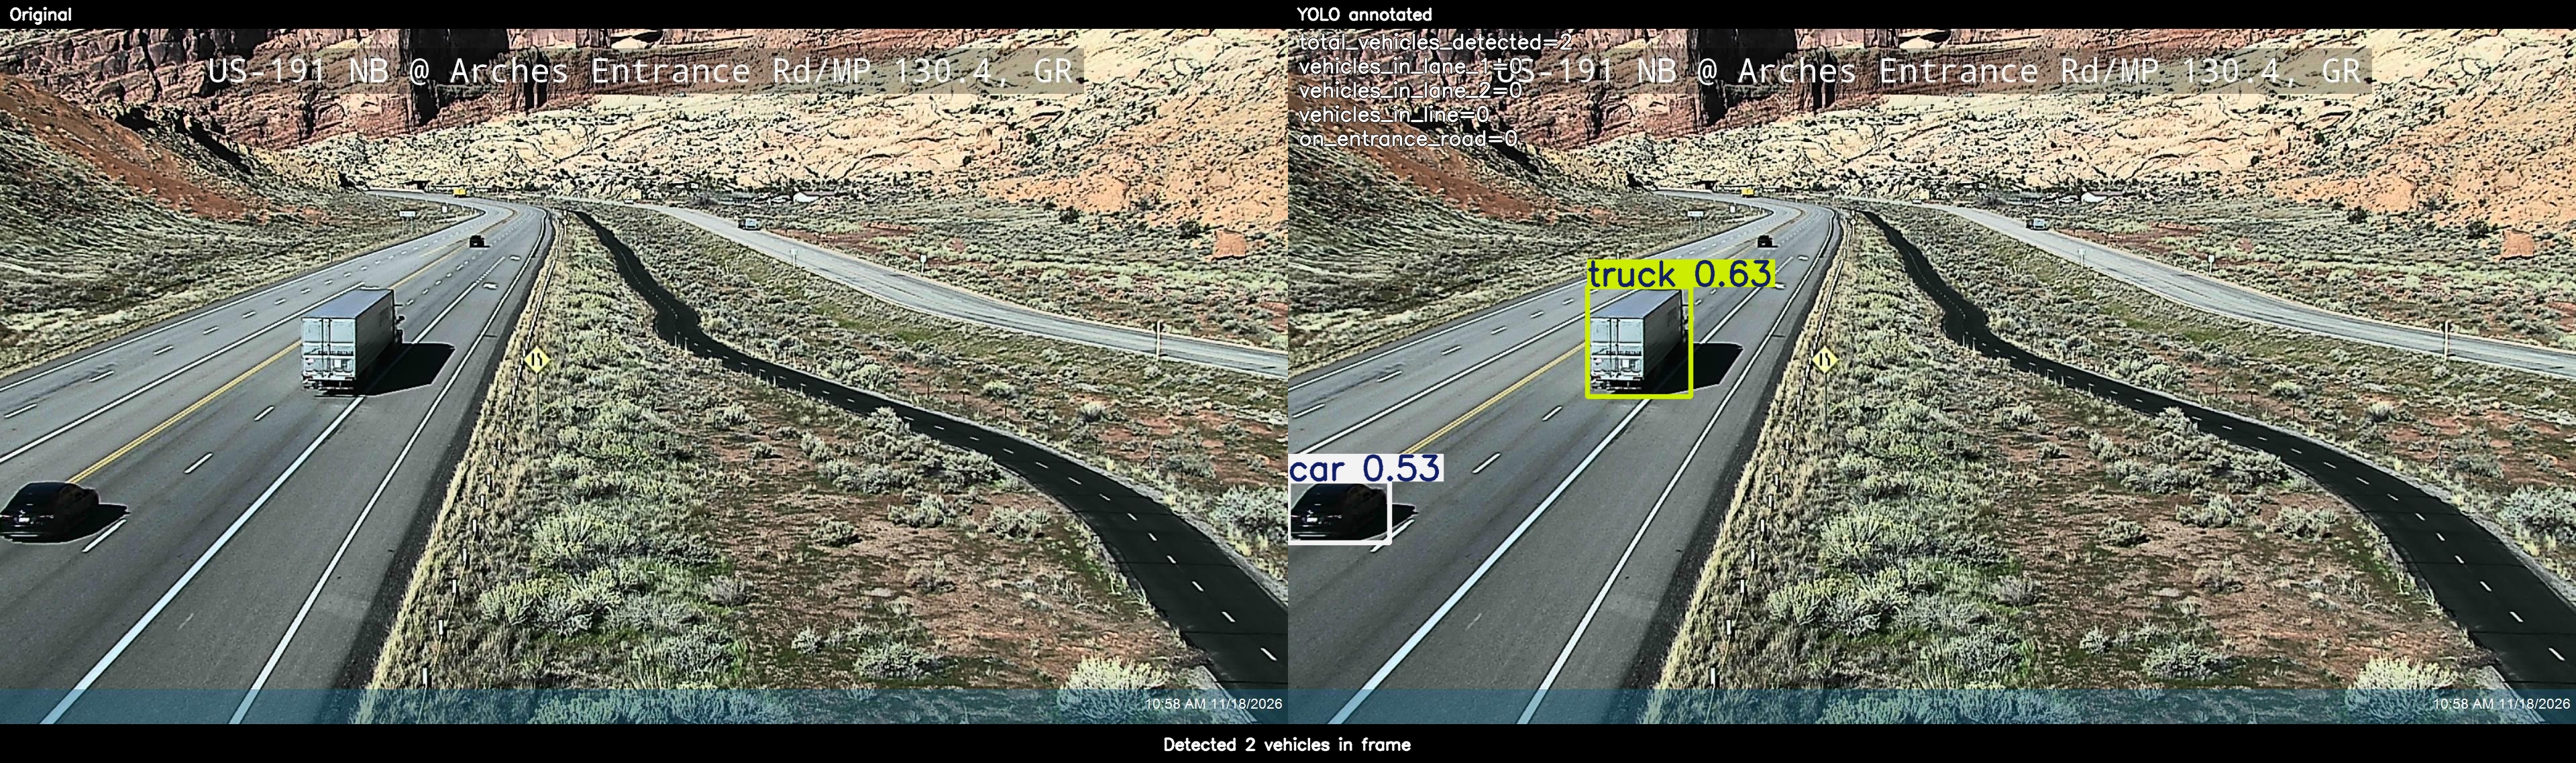 Original
YOLO annotated
US-191 NB @ Arches Entrance Rd/MP 130.4, GR
total_vehicles_detected=2
vehicles_in_lane_1=0
US-191 NB @ Arches Entrance Rd/MP 130.4, GR
vehicles_in_lane_2=0
vehicles_in_line=0
on_entrance_road=0
truck 0.63
car 0.53
10:58 AM 11/18/2026
10:58 AM 11/18/2026
Detected 2 vehicles in frame